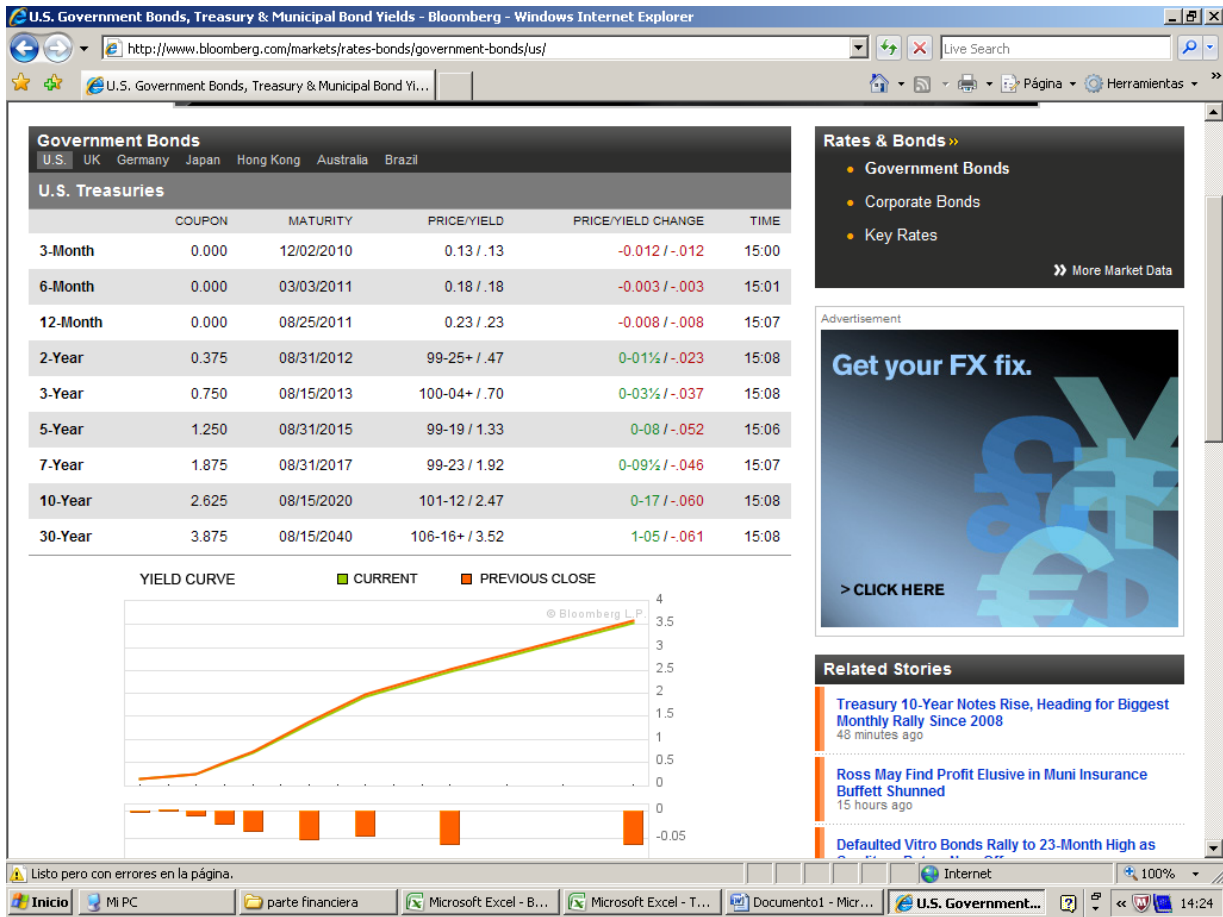 U.S. Government Bonds, Treasury & Municipal Bond Yields - Bloomberg - Windows Internet Explorer
http://www.bloomberg.com/markets/rates-bonds/government-bonds/us/
Live Search
U.S. Government Bonds, Treasury & Municipal Bond Yi...
Página
Herramientas
Government Bonds
U.S. UK Germany Japan Hong Kong Australia Brazil
U.S. Treasuries
COUPON MATURITY PRICE/YIELD PRICE/YIELD CHANGE TIME
3-Month 0.000 12/02/2010 0.13 / .13 -0.012 / -.012 15:00
6-Month 0.000 03/03/2011 0.18 / .18 -0.003 / -.003 15:01
12-Month 0.000 08/25/2011 0.23 / .23 -0.008 / -.008 15:07
2-Year 0.375 08/31/2012 99-25+ / .47 0-01½ / -.023 15:08
3-Year 0.750 08/15/2013 100-04+ / .70 0-03½ / -.037 15:08
5-Year 1.250 08/31/2015 99-19 / 1.33 0-08 / -.052 15:06
7-Year 1.875 08/31/2017 99-23 / 1.92 0-09½ / -.046 15:07
10-Year 2.625 08/15/2020 101-12 / 2.47 0-17 / -.060 15:08
30-Year 3.875 08/15/2040 106-16+ / 3.52 1-05 / -.061 15:08
YIELD CURVE CURRENT PREVIOUS CLOSE
© Bloomberg L.P.
4
3.5
3
2.5
2
1.5
1
0.5
0
0
-0.05
Rates & Bonds »
Government Bonds
Corporate Bonds
Key Rates
More Market Data
Advertisement
Get your FX fix.
> CLICK HERE
Related Stories
Treasury 10-Year Notes Rise, Heading for Biggest
Monthly Rally Since 2008
48 minutes ago
Ross May Find Profit Elusive in Muni Insurance
Buffett Shunned
15 hours ago
Defaulted Vitro Bonds Rally to 23-Month High as
Listo pero con errores en la página.
Internet
100%
Inicio
Mi PC
parte financiera
Microsoft Excel - B...
Microsoft Excel - T...
Documento1 - Micr...
U.S. Government...
14:24